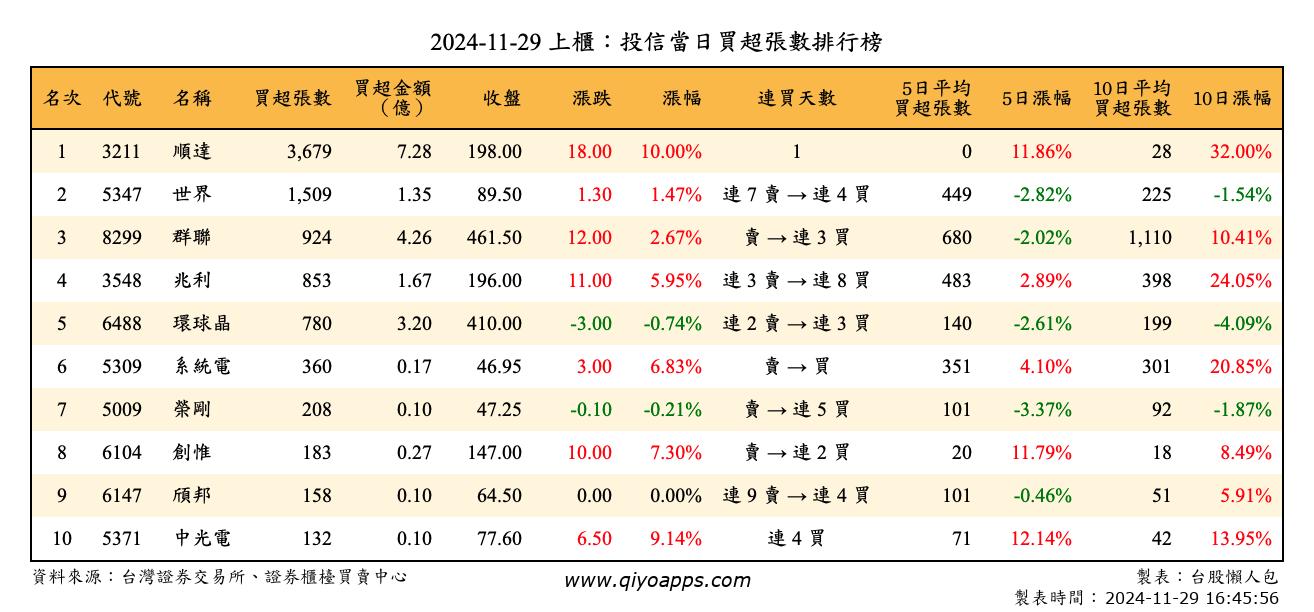 2024-11-29 上櫃：投信當日買超張數排行榜
名次 代號 名稱 買超張數 買超金額（億） 收盤 漲跌 漲幅 連買天數 5日平均買超張數 5日漲幅 10日平均買超張數 10日漲幅
1 3211 順達 3,679 7.28 198.00 18.00 10.00% 1 0 11.86% 28 32.00%
2 5347 世界 1,509 1.35 89.50 1.30 1.47% 連 7 賣 → 連 4 買 449 -2.82% 225 -1.54%
3 8299 群聯 924 4.26 461.50 12.00 2.67% 賣 → 連 3 買 680 -2.02% 1,110 10.41%
4 3548 兆利 853 1.67 196.00 11.00 5.95% 連 3 賣 → 連 8 買 483 2.89% 398 24.05%
5 6488 環球晶 780 3.20 410.00 -3.00 -0.74% 連 2 賣 → 連 3 買 140 -2.61% 199 -4.09%
6 5309 系統電 360 0.17 46.95 3.00 6.83% 賣 → 買 351 4.10% 301 20.85%
7 5009 榮剛 208 0.10 47.25 -0.10 -0.21% 賣 → 連 5 買 101 -3.37% 92 -1.87%
8 6104 創惟 183 0.27 147.00 10.00 7.30% 賣 → 連 2 買 20 11.79% 18 8.49%
9 6147 頎邦 158 0.10 64.50 0.00 0.00% 連 9 賣 → 連 4 買 101 -0.46% 51 5.91%
10 5371 中光電 132 0.10 77.60 6.50 9.14% 連 4 買 71 12.14% 42 13.95%
資料來源：台灣證券交易所、證券櫃檯買賣中心 www.qiyoapps.com 製表：台股懶人包
製表時間：2024-11-29 16:45:56